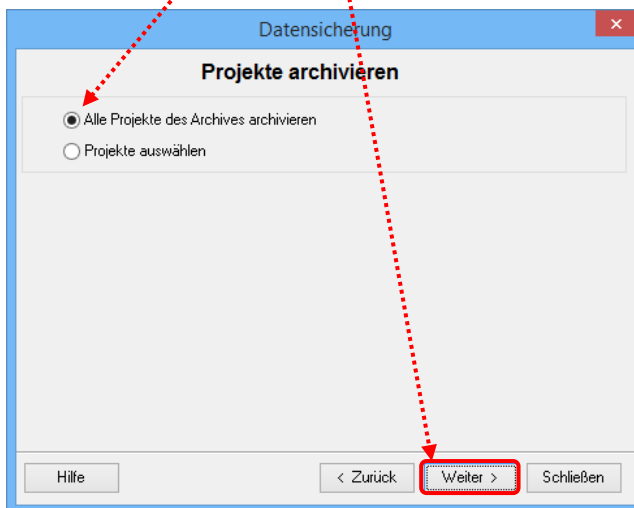 Datensicherung
Projekte archivieren
Alle Projekte des Archives archivieren
Projekte auswählen
Hilfe
< Zurück
Weiter >
Schließen